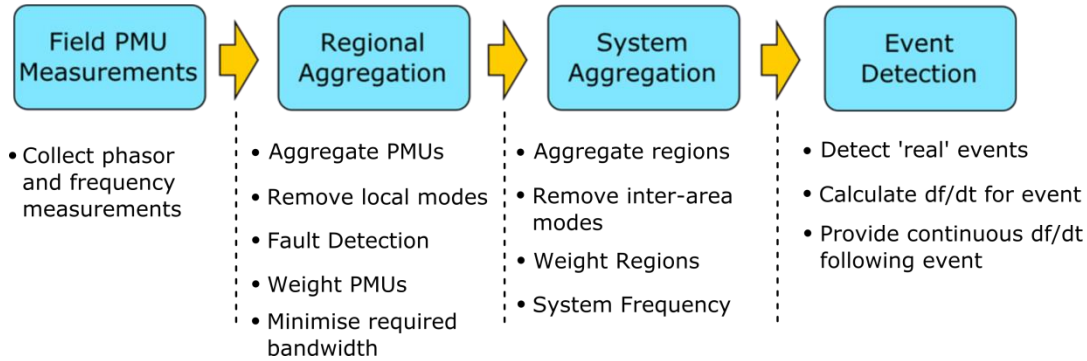 Field PMU
Measurements
Regional
Aggregation
System
Aggregation
Event
Detection
• Collect phasor
and frequency
measurements
• Aggregate PMUs
• Remove local modes
• Fault Detection
• Weight PMUs
• Minimise required
bandwidth
• Aggregate regions
• Remove inter-area
modes
• Weight Regions
• System Frequency
• Detect 'real' events
• Calculate df/dt for event
• Provide continuous df/dt
following event